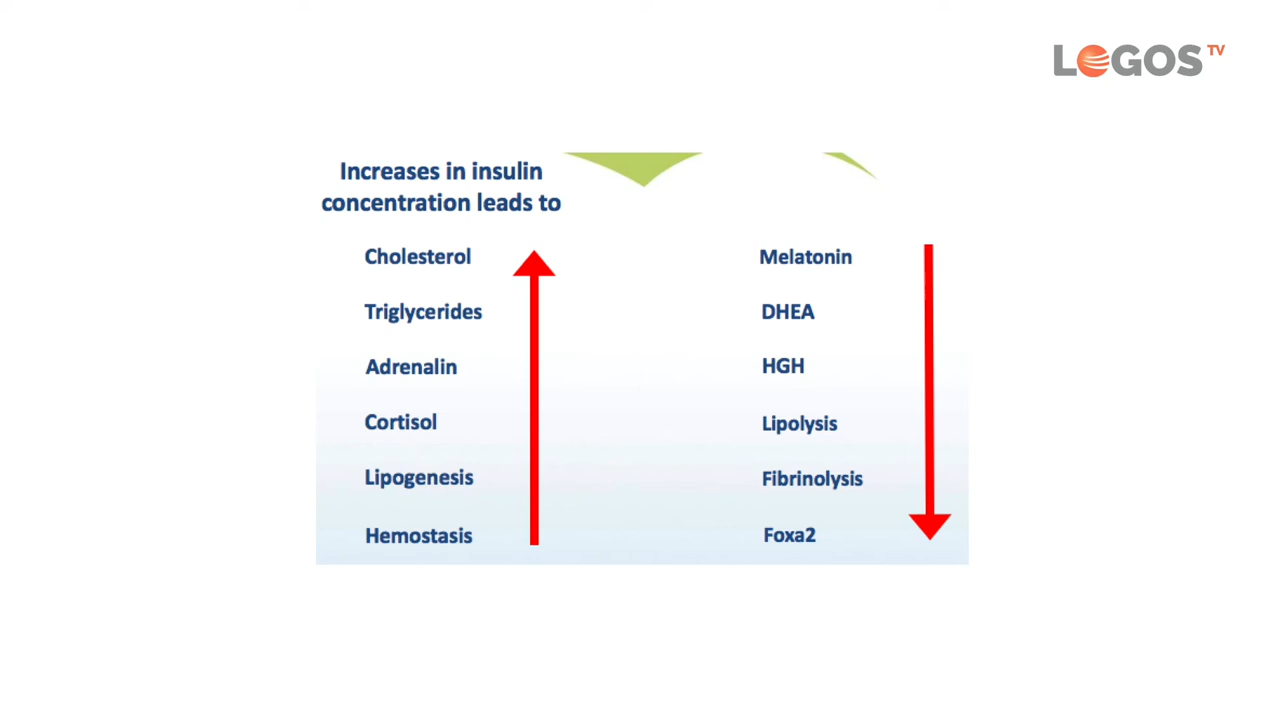 LOGOS TV
Increases in insulin
concentration leads to
Cholesterol
Triglycerides
Adrenalin
Cortisol
Lipogenesis
Hemostasis
Melatonin
DHEA
HGH
Lipolysis
Fibrinolysis
Foxa2